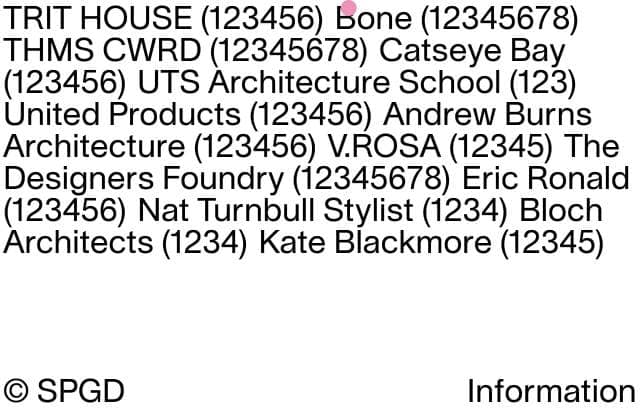 TRIT HOUSE (123456) Bone (12345678)
THMS CWRD (12345678) Catseye Bay
(123456) UTS Architecture School (123)
United Products (123456) Andrew Burns
Architecture (123456) V.ROSA (12345) The
Designers Foundry (12345678) Eric Ronald
(123456) Nat Turnbull Stylist (1234) Bloch
Architects (1234) Kate Blackmore (12345)
© SPGD Information